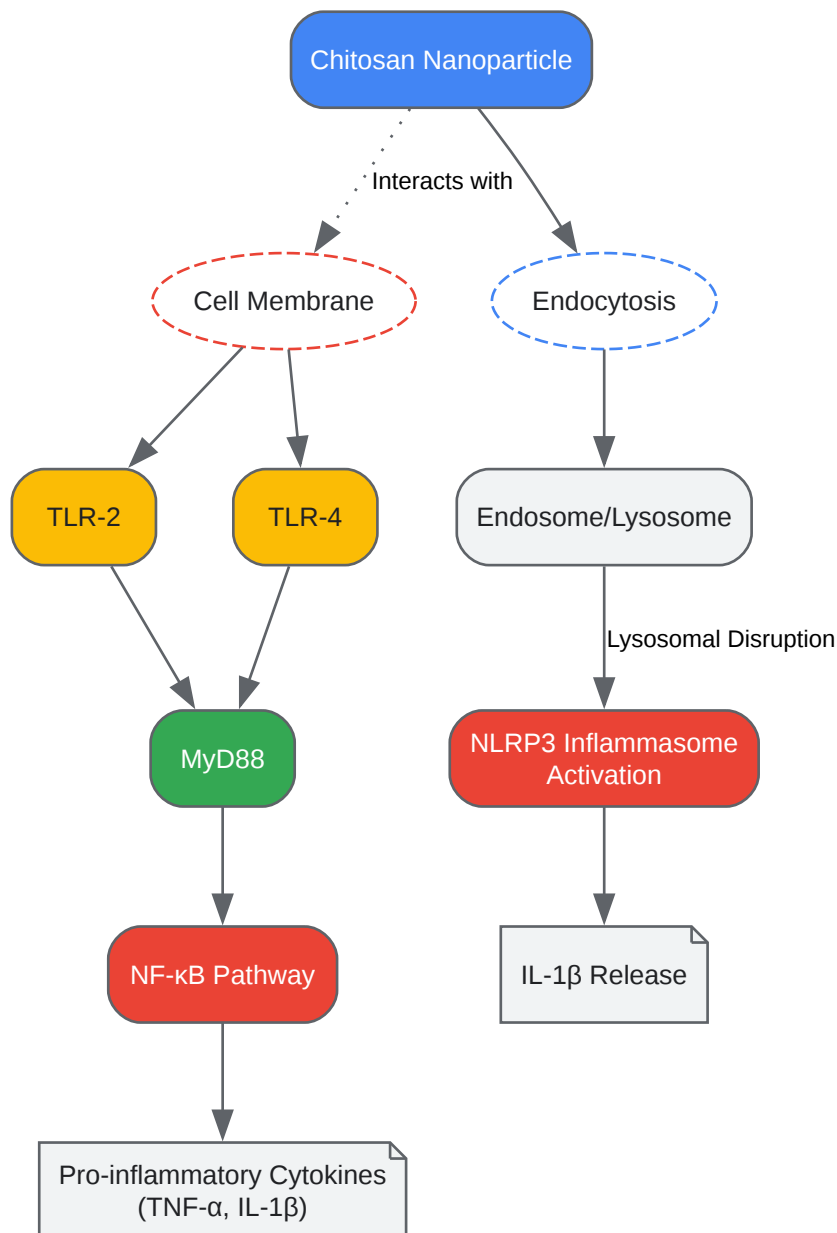 Chitosan Nanoparticle
Interacts with
Cell Membrane
Endocytosis
TLR-2
TLR-4
Endosome/Lysosome
Lysosomal Disruption
MyD88
NLRP3 Inflammasome
Activation
NF-κB Pathway
IL-1β Release
Pro-inflammatory Cytokines
(TNF-α, IL-1β)